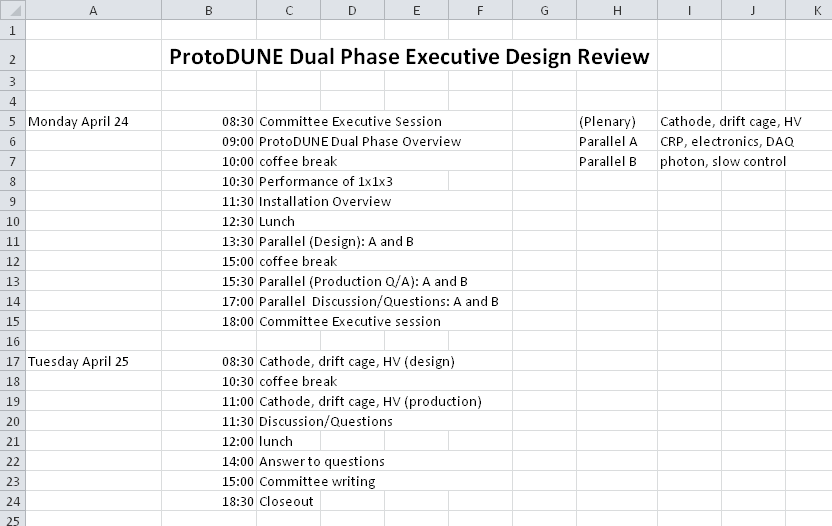 A B C D E F G H I J K
1
2 ProtoDUNE Dual Phase Executive Design Review
3
4
5 Monday April 24 08:30 Committee Executive Session (Plenary) Cathode, drift cage, HV
6 09:00 ProtoDUNE Dual Phase Overview Parallel A CRP, electronics, DAQ
7 10:00 coffee break Parallel B photon, slow control
8 10:30 Performance of 1x1x3
9 11:30 Installation Overview
10 12:30 Lunch
11 13:30 Parallel (Design): A and B
12 15:00 coffee break
13 15:30 Parallel (Production Q/A): A and B
14 17:00 Parallel  Discussion/Questions: A and B
15 18:00 Committee Executive session
16
17 Tuesday April 25 08:30 Cathode, drift cage, HV (design)
18 10:30 coffee break
19 11:00 Cathode, drift cage, HV (production)
20 11:30 Discussion/Questions
21 12:00 lunch
22 14:00 Answer to questions
23 15:00 Committee writing
24 18:30 Closeout
25